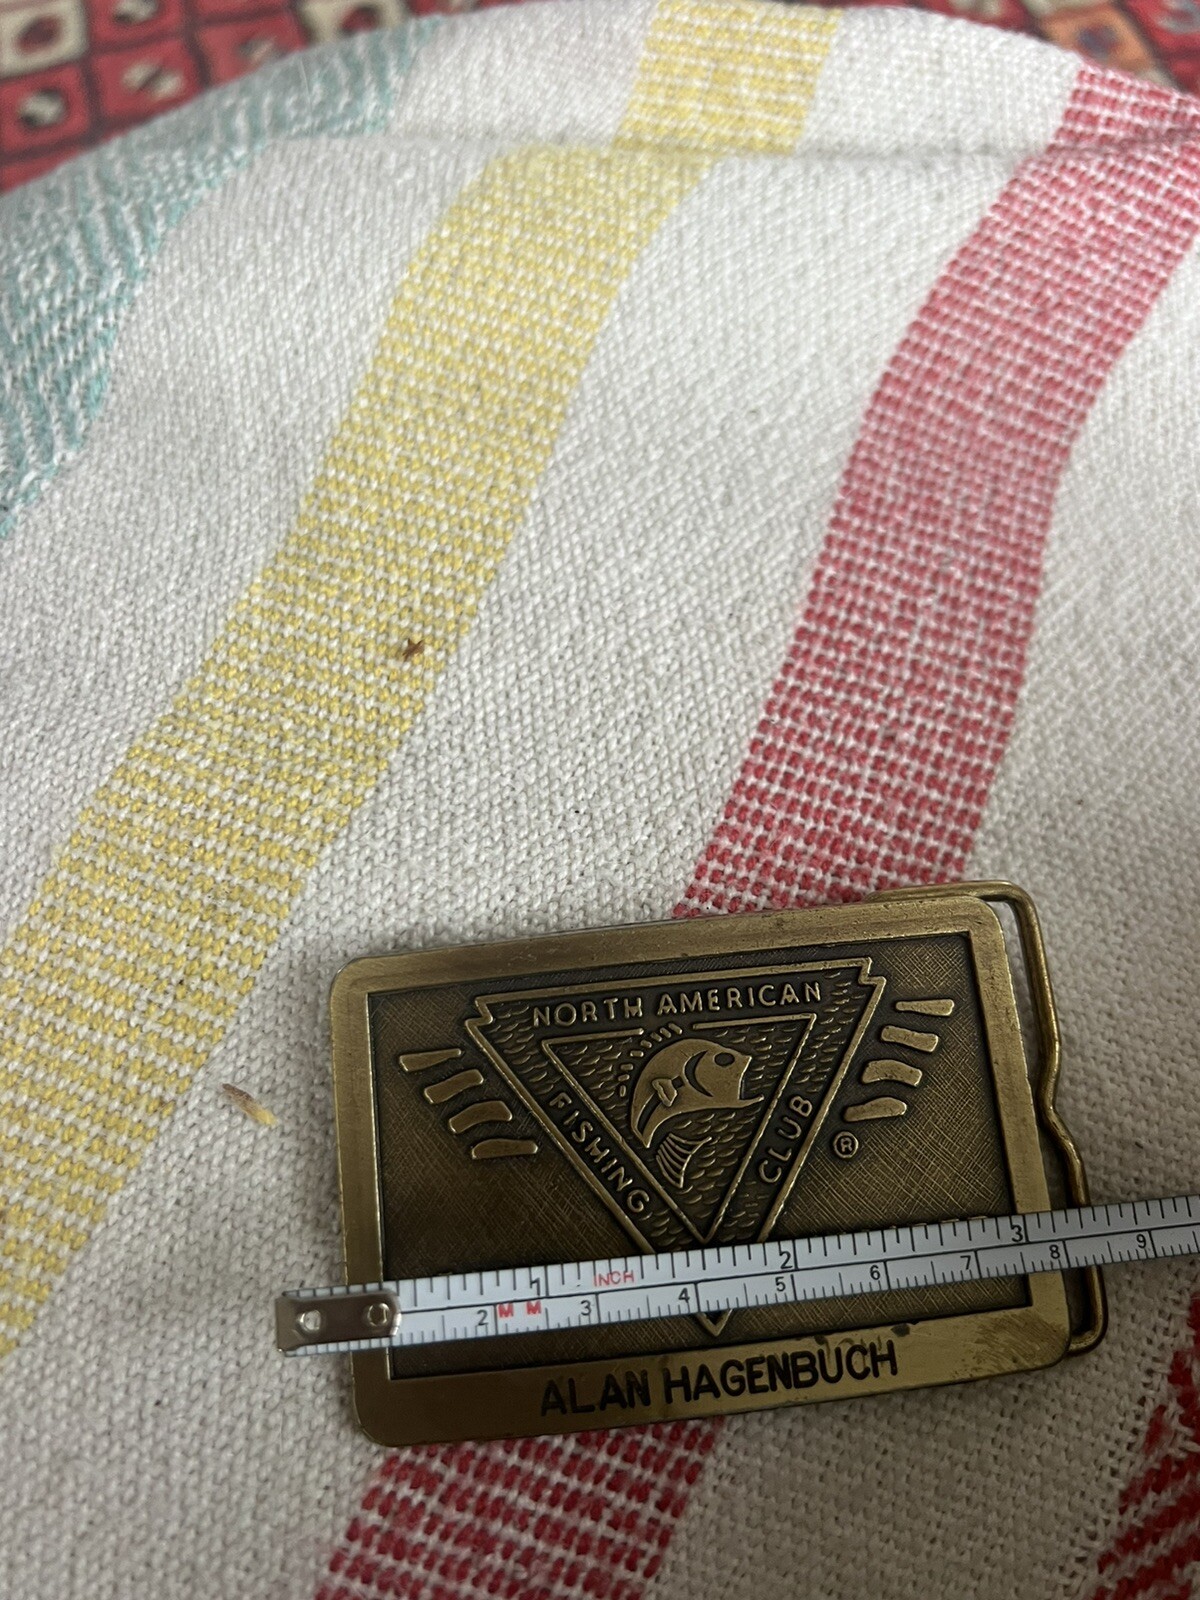 NORTH AMERICAN
FISHING
CLUB
®
1 INCH 2 3
2 MM 3 4 5 6 7 8 9
ALAN HAGENBUCH